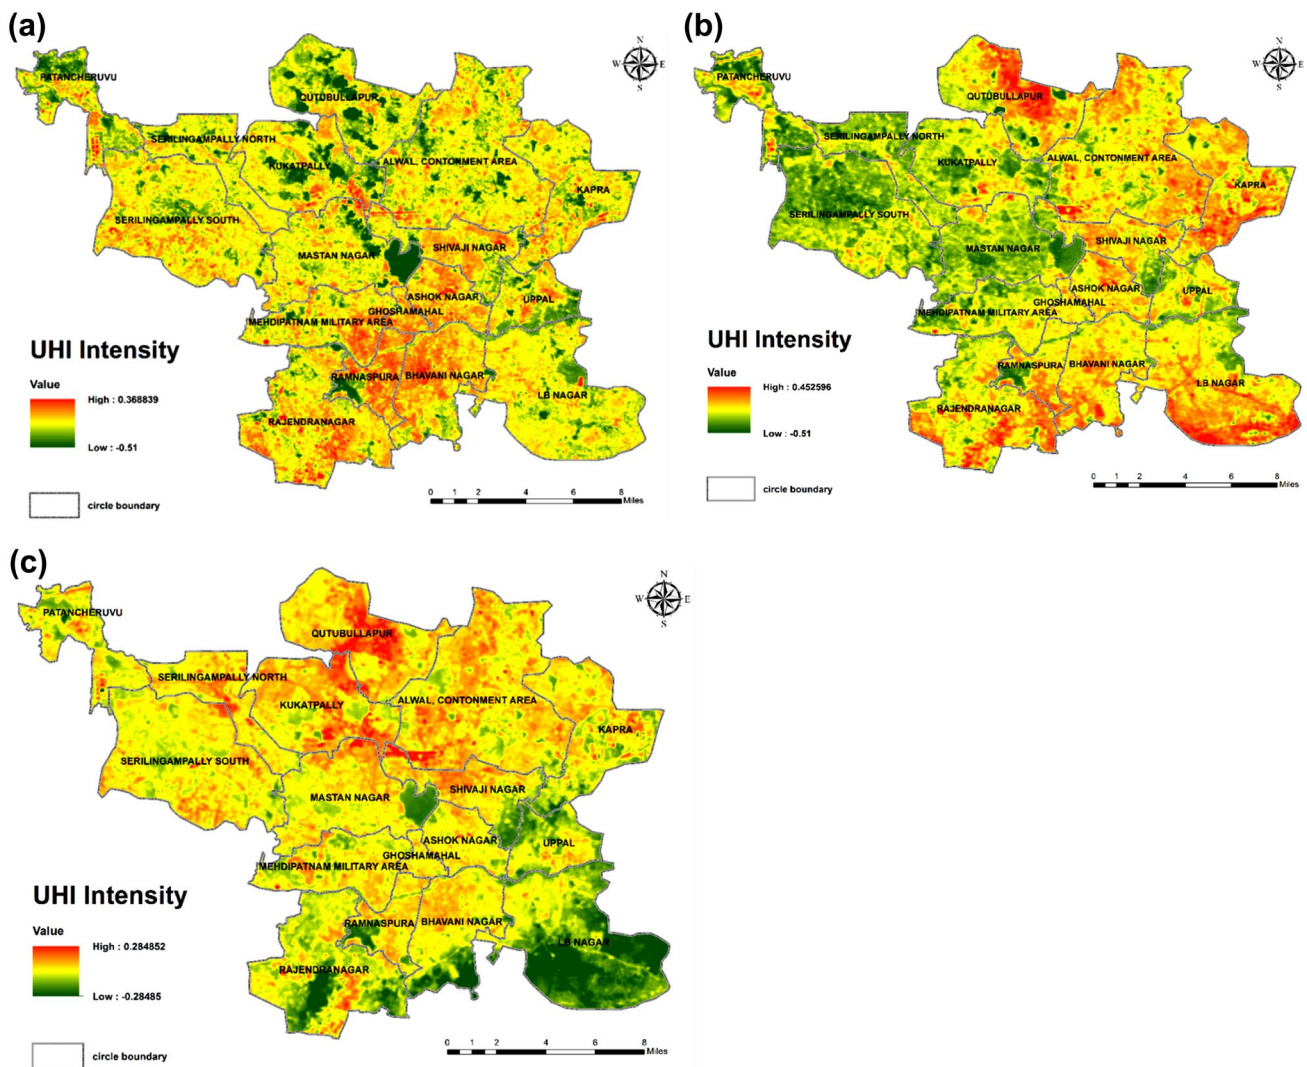 (a)
N
W E
S
PATANCHERUVU
QUTUBULLAPUR
SERILINGAMPALLY NORTH
KUKATPALLY
ALWAL, CONTONMENT AREA
KAPRA
SERILINGAMPALLY SOUTH
MASTAN NAGAR
SHIVAJI NAGAR
ASHOK NAGAR
UPPAL
GHOSHAMAHAL
MEHDIPATNAM MILITARY AREA
RAMNASPURA
BHAVANI NAGAR
LB NAGAR
RAJENDRANAGAR
UHI Intensity
Value
High : 0.368839
Low : -0.51
circle boundary
0 1 2 4 6 8
Miles
(b)
N
W E
S
PATANCHERUVU
QUTUBULLAPUR
SERILINGAMPALLY NORTH
KUKATPALLY
ALWAL, CONTONMENT AREA
KAPRA
SERILINGAMPALLY SOUTH
MASTAN NAGAR
SHIVAJI NAGAR
ASHOK NAGAR
UPPAL
GHOSHAMAHAL
MEHDIPATNAM MILITARY AREA
RAMNASPURA
BHAVANI NAGAR
LB NAGAR
RAJENDRANAGAR
UHI Intensity
Value
High : 0.452596
Low : -0.51
circle boundary
0 1 2 4 6 8
Miles
(c)
N
W E
S
PATANCHERUVU
QUTUBULLAPUR
SERILINGAMPALLY NORTH
KUKATPALLY
ALWAL, CONTONMENT AREA
KAPRA
SERILINGAMPALLY SOUTH
MASTAN NAGAR
SHIVAJI NAGAR
ASHOK NAGAR
UPPAL
GHOSHAMAHAL
MEHDIPATNAM MILITARY AREA
RAMNASPURA
BHAVANI NAGAR
LB NAGAR
RAJENDRANAGAR
UHI Intensity
Value
High : 0.284852
Low : -0.28485
circle boundary
0 1 2 4 6 8
Miles